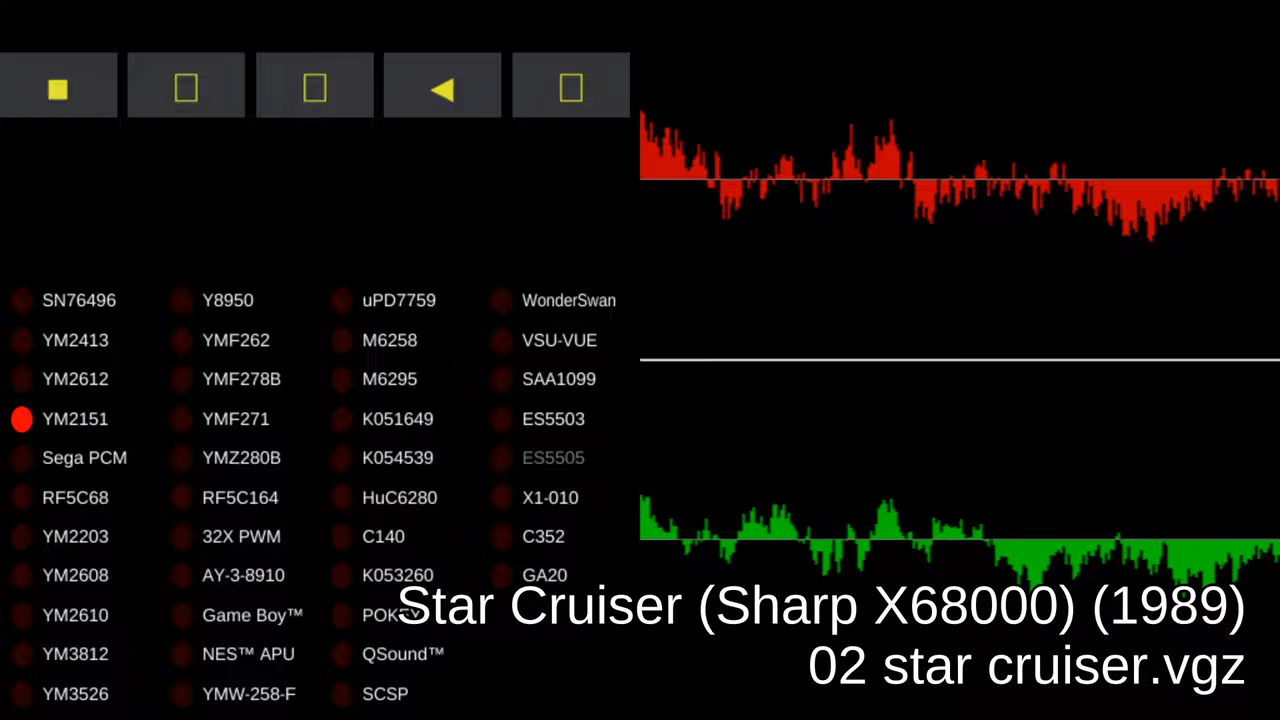 SN76496 Y8950 uPD7759 WonderSwan
YM2413 YMF262 M6258 VSU-VUE
YM2612 YMF278B M6295 SAA1099
YM2151 YMF271 K051649 ES5503
Sega PCM YMZ280B K054539 ES5505
RF5C68 RF5C164 HuC6280 X1-010
YM2203 32X PWM C140 C352
YM2608 AY-3-8910 K053260 GA20
YM2610 Game Boy™ POKEY
YM3812 NES™ APU QSound™
YM3526 YMW-258-F SCSP
Star Cruiser (Sharp X68000) (1989)
02 star cruiser.vgz